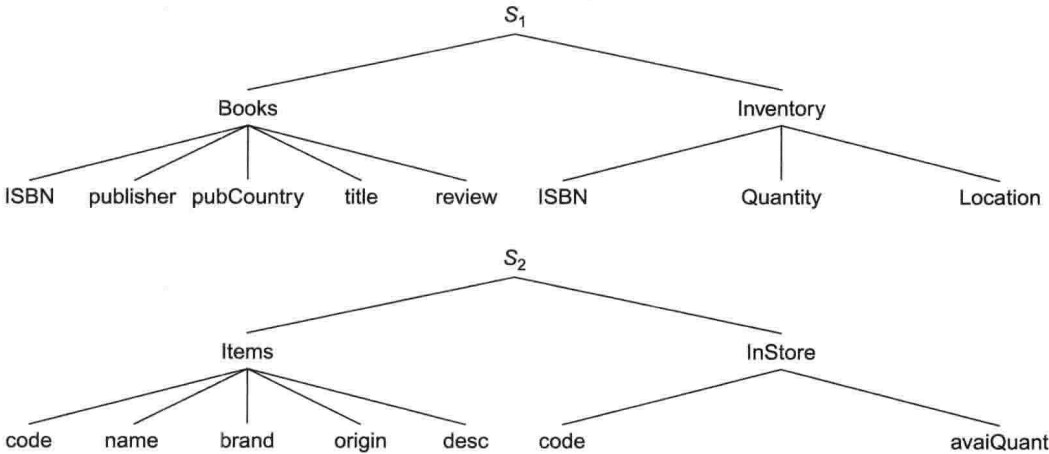 S1
Books Inventory
ISBN publisher pubCountry title review ISBN Quantity Location
S2
Items InStore
code name brand origin desc code avaiQuant